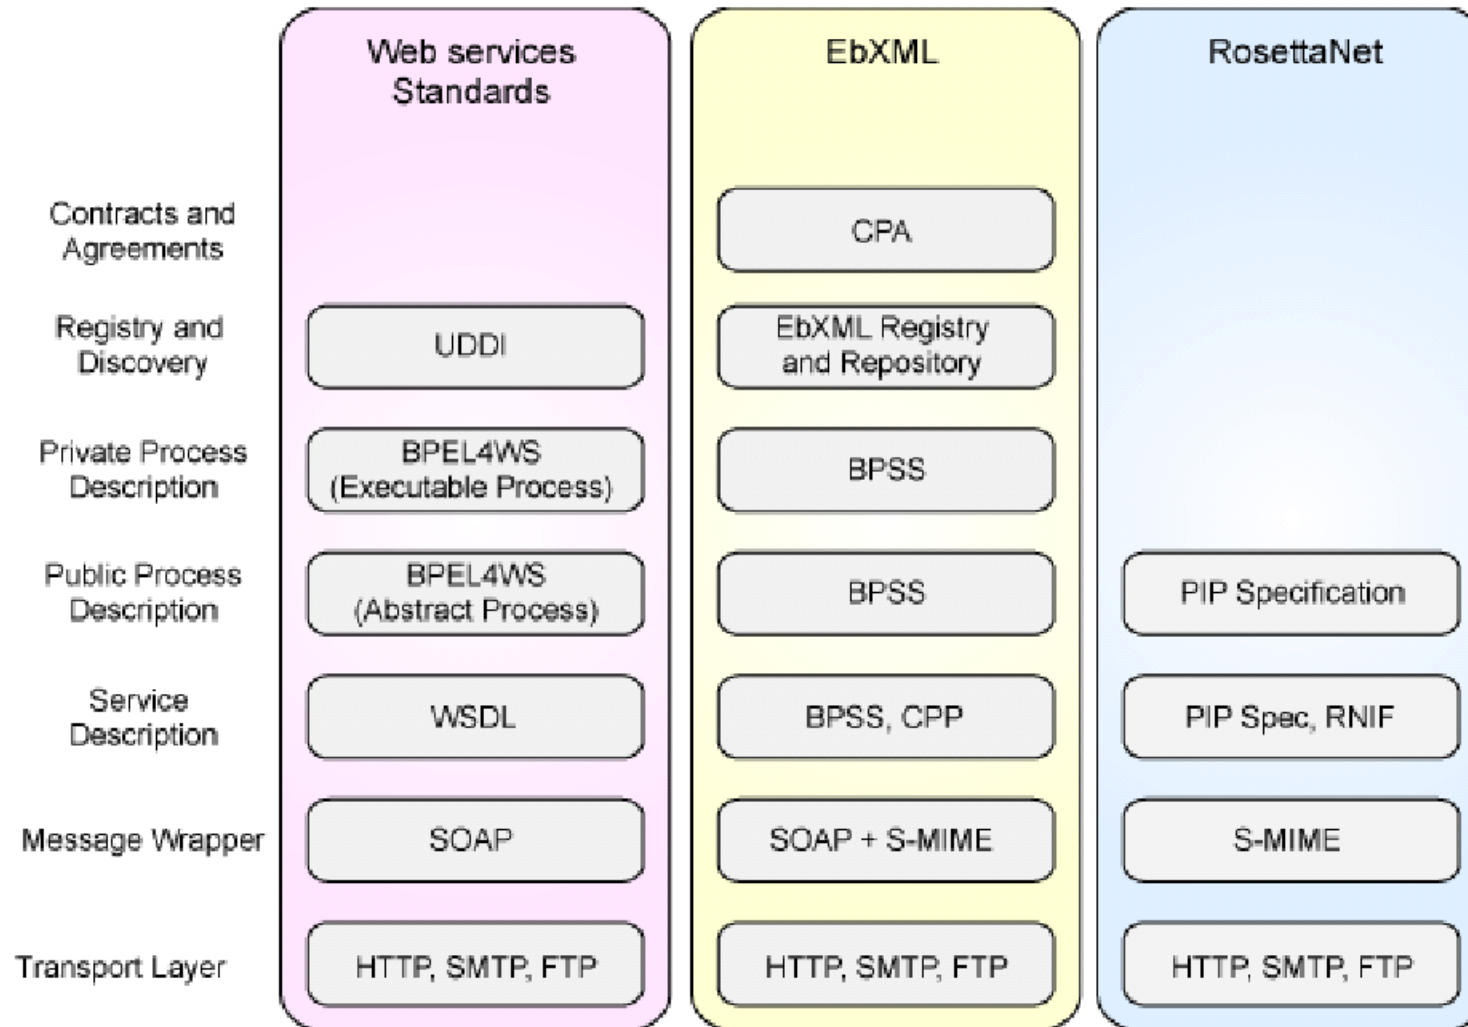 Web services
Standards
EbXML
RosettaNet
Contracts and
Agreements
CPA
Registry and
Discovery
UDDI
EbXML Registry
and Repository
Private Process
Description
BPEL4WS
(Executable Process)
BPSS
Public Process
Description
BPEL4WS
(Abstract Process)
BPSS
PIP Specification
Service
Description
WSDL
BPSS, CPP
PIP Spec, RNIF
Message Wrapper
SOAP
SOAP + S-MIME
S-MIME
Transport Layer
HTTP, SMTP, FTP
HTTP, SMTP, FTP
HTTP, SMTP, FTP